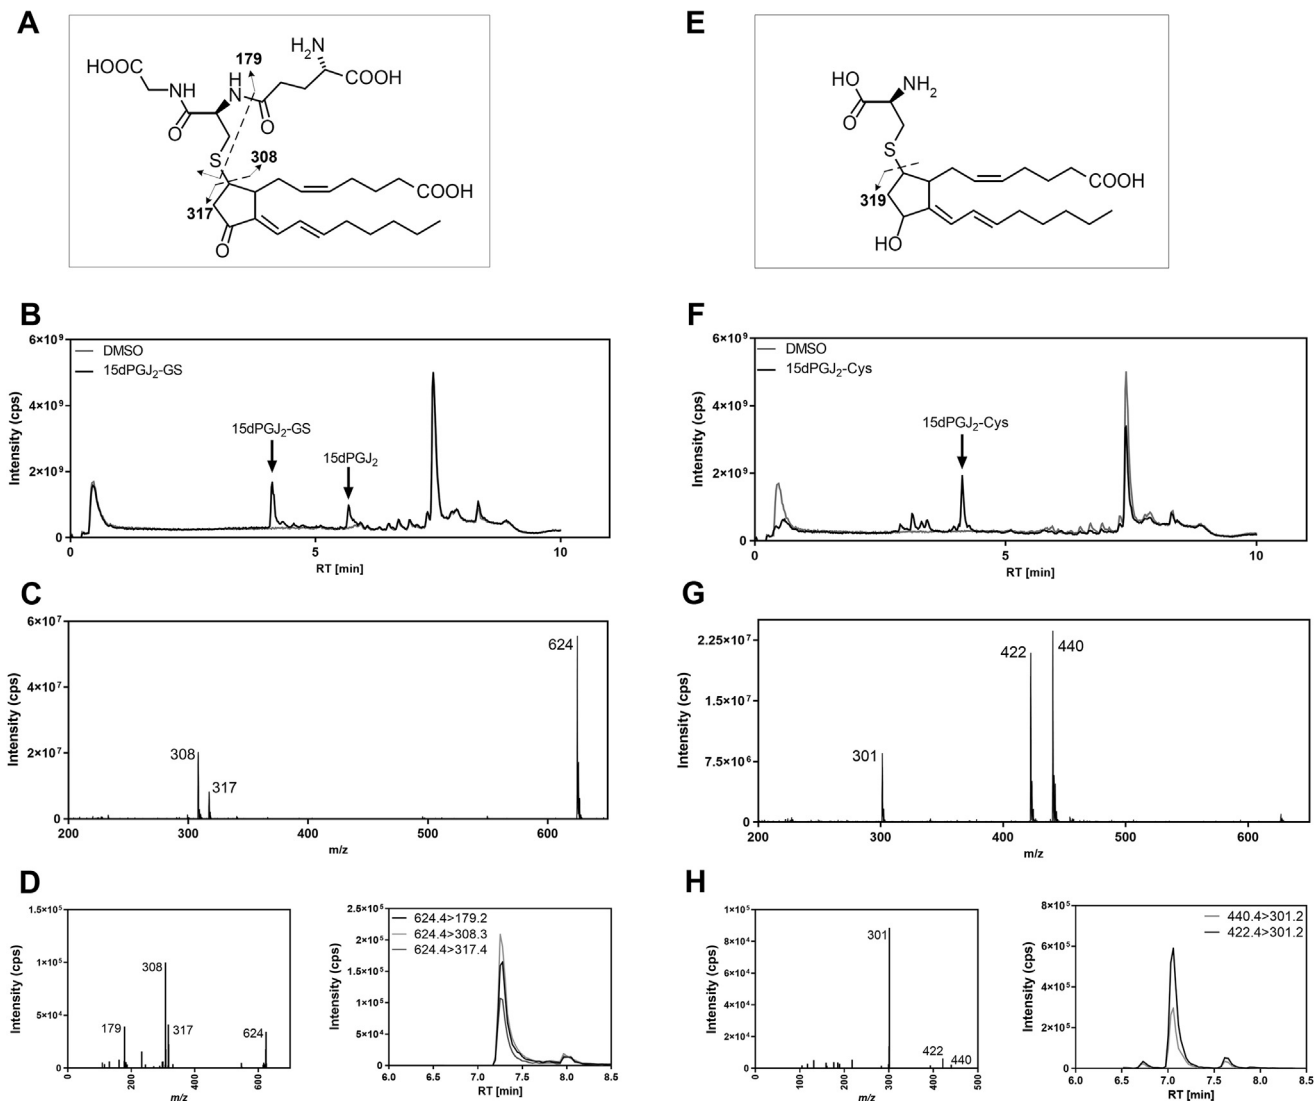 A
HOOC
NH
O
H
N
179
O
H2N
COOH
S
308
317
O
COOH
E
HO
O
NH2
S
319
HO
COOH
B
6×10⁹
4×10⁹
2×10⁹
0
Intensity (cps)
DMSO
15dPGJ2-GS
15dPGJ2-GS
15dPGJ2
0
5
10
RT [min]
F
6×10⁹
4×10⁹
2×10⁹
0
Intensity (cps)
DMSO
15dPGJ2-Cys
15dPGJ2-Cys
0
5
10
RT [min]
C
6×10⁷
4×10⁷
2×10⁷
0
Intensity (cps)
308
317
624
200
300
400
500
600
m/z
G
2.25×10⁷
1.5×10⁷
7.5×10⁶
0
Intensity (cps)
301
422
440
200
300
400
500
600
m/z
D
1.5×10⁵
1×10⁵
5×10⁴
0
Intensity (cps)
179
308
317
624
0
200
400
600
m/z
2.5×10⁵
2×10⁵
1.5×10⁵
1×10⁵
5×10⁴
0
Intensity (cps)
624.4>179.2
624.4>308.3
624.4>317.4
6.0
6.5
7.0
7.5
8.0
8.5
RT [min]
H
1×10⁵
8×10⁴
6×10⁴
4×10⁴
2×10⁴
0
Intensity (cps)
301
422
440
0
100
200
300
400
500
m/z
8×10⁵
6×10⁵
4×10⁵
2×10⁵
0
Intensity (cps)
440.4>301.2
422.4>301.2
6.0
6.5
7.0
7.5
8.0
8.5
RT [min]